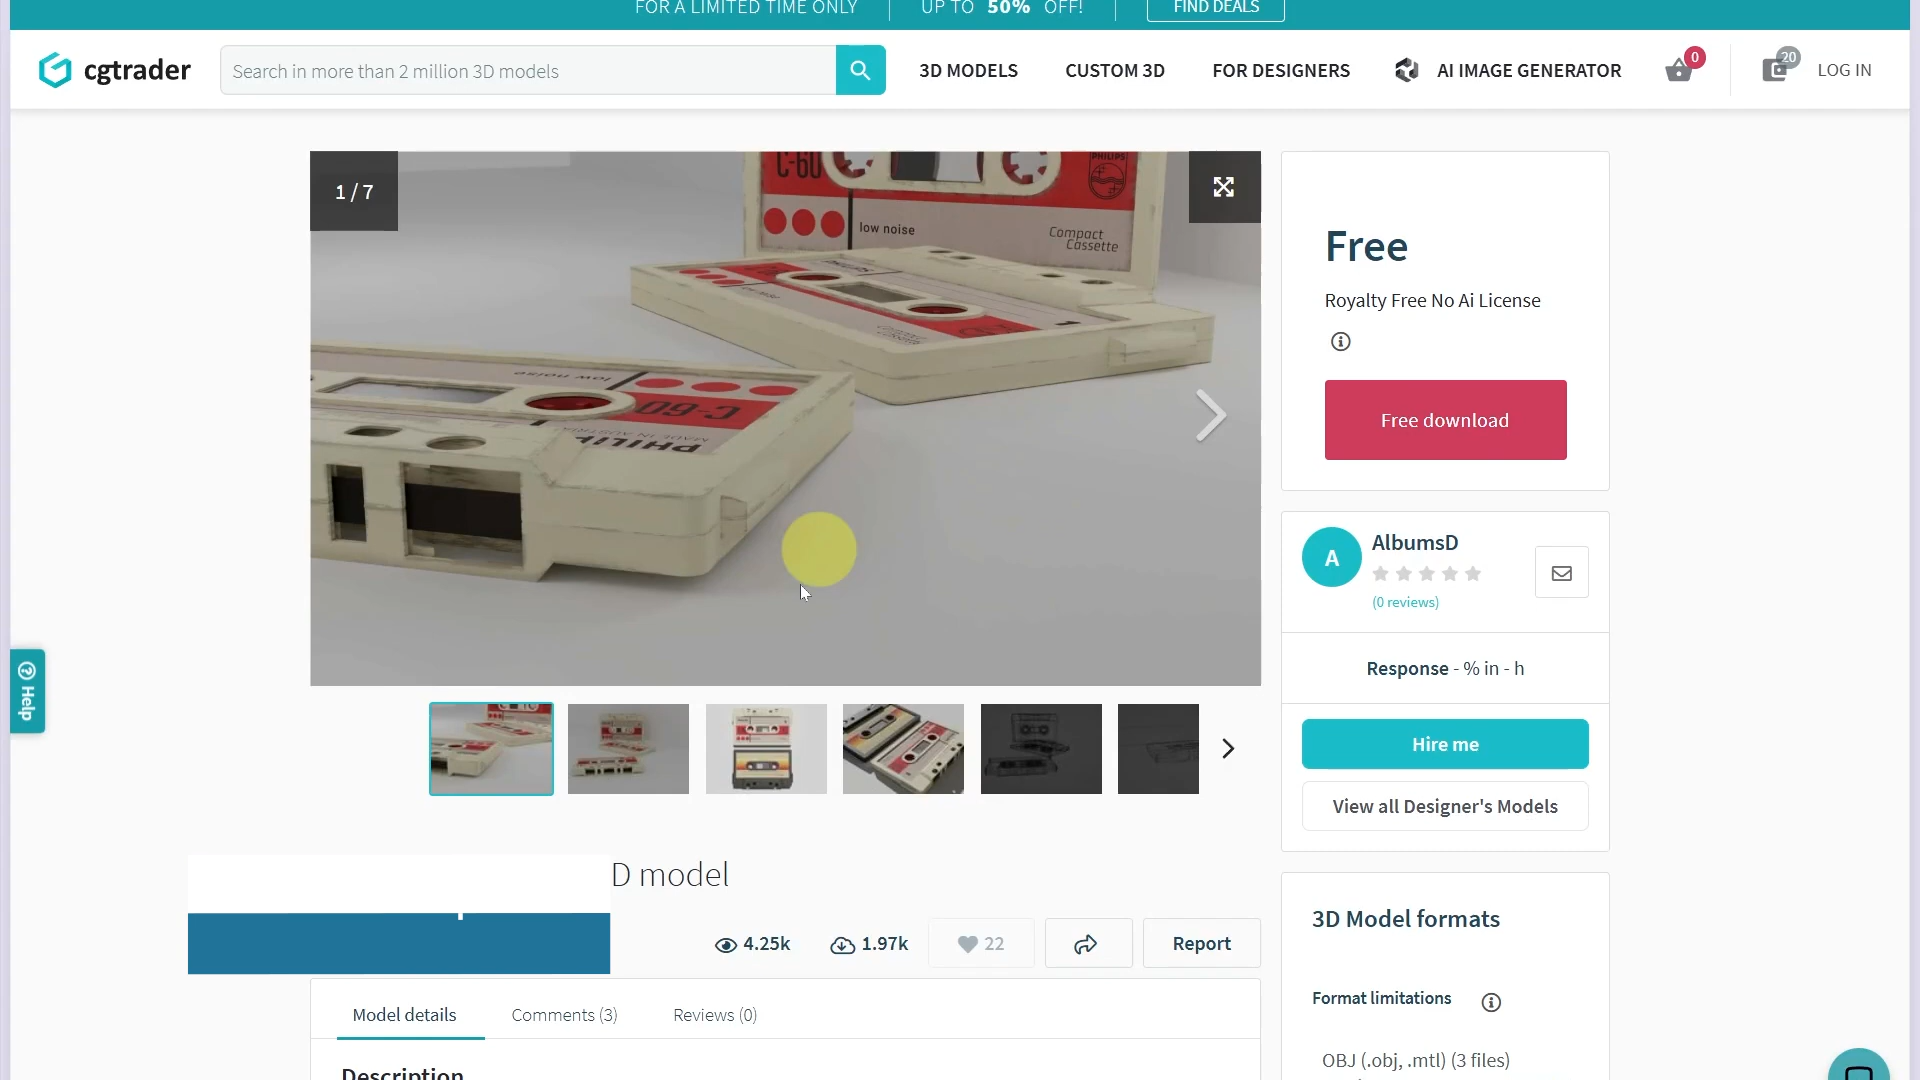 FOR A LIMITED TIME ONLY
UP TO 50% OFF!
FIND DEALS
cgtrader
Search in more than 2 million 3D models
3D MODELS
CUSTOM 3D
FOR DESIGNERS
AI IMAGE GENERATOR
0
20
LOG IN
1 / 7
C-60
PHILIPS
low noise
Compact
Cassette
low noise
C-60
PHILIPS
MADE IN AUSTRIA
Free
Royalty Free No Ai License
Free download
A
AlbumsD
(0 reviews)
Response - % in - h
Hire me
View all Designer's Models
Help
D model
4.25k
1.97k
22
Report
Model details
Comments (3)
Reviews (0)
Description
3D Model formats
Format limitations
OBJ (.obj, .mtl) (3 files)